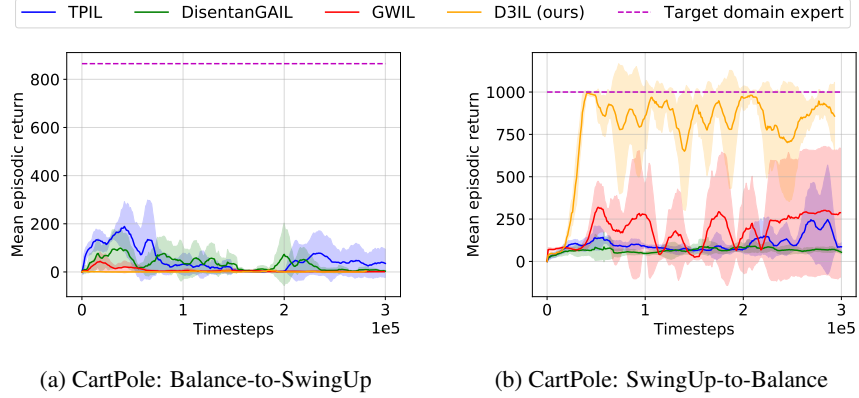 TPIL DisentanGAIL GWIL D3IL (ours) Target domain expert
Mean episodic return
800
600
400
200
0
0 1 2 3
1e5
Timesteps
(a) CartPole: Balance-to-SwingUp
Mean episodic return
1000
750
500
250
0
0 1 2 3
1e5
Timesteps
(b) CartPole: SwingUp-to-Balance